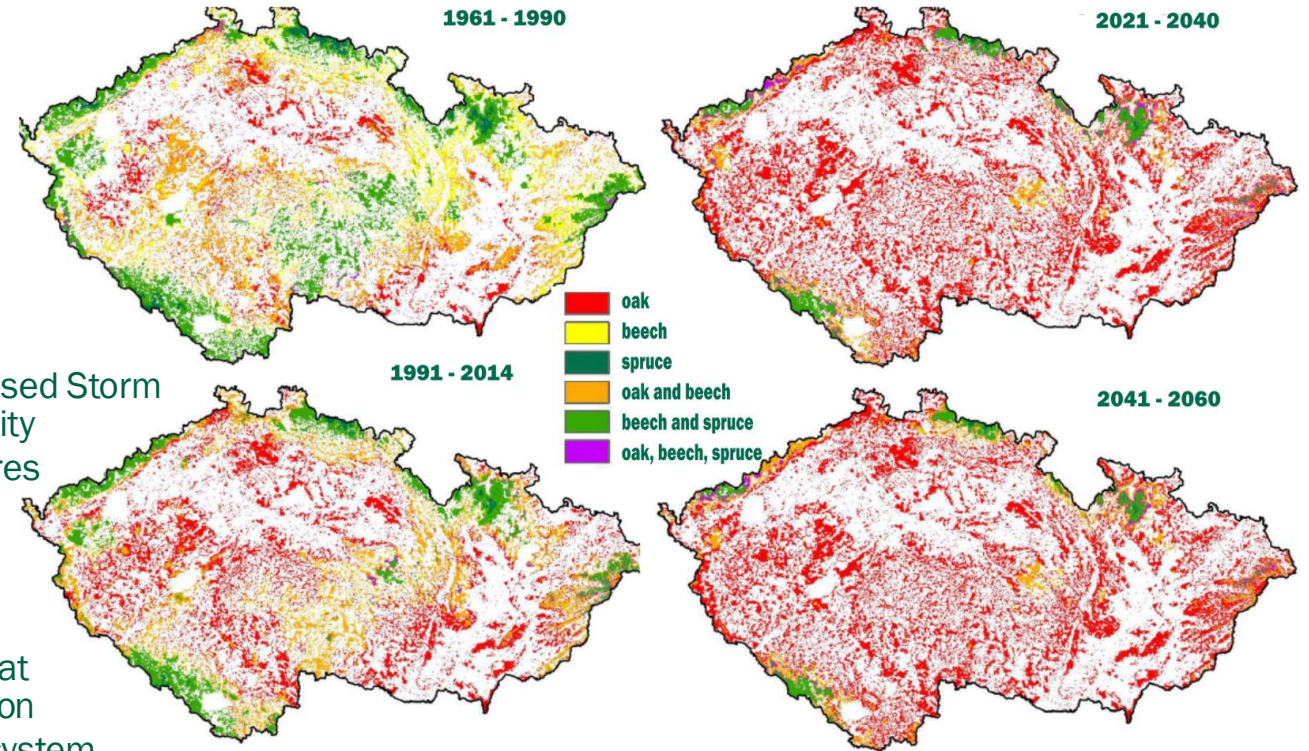 1961 - 1990
2021 - 2040
oak
beech
spruce
oak and beech
beech and spruce
oak, beech, spruce
1991 - 2014
2041 - 2060
sed Storm
ity
res
at
on
system